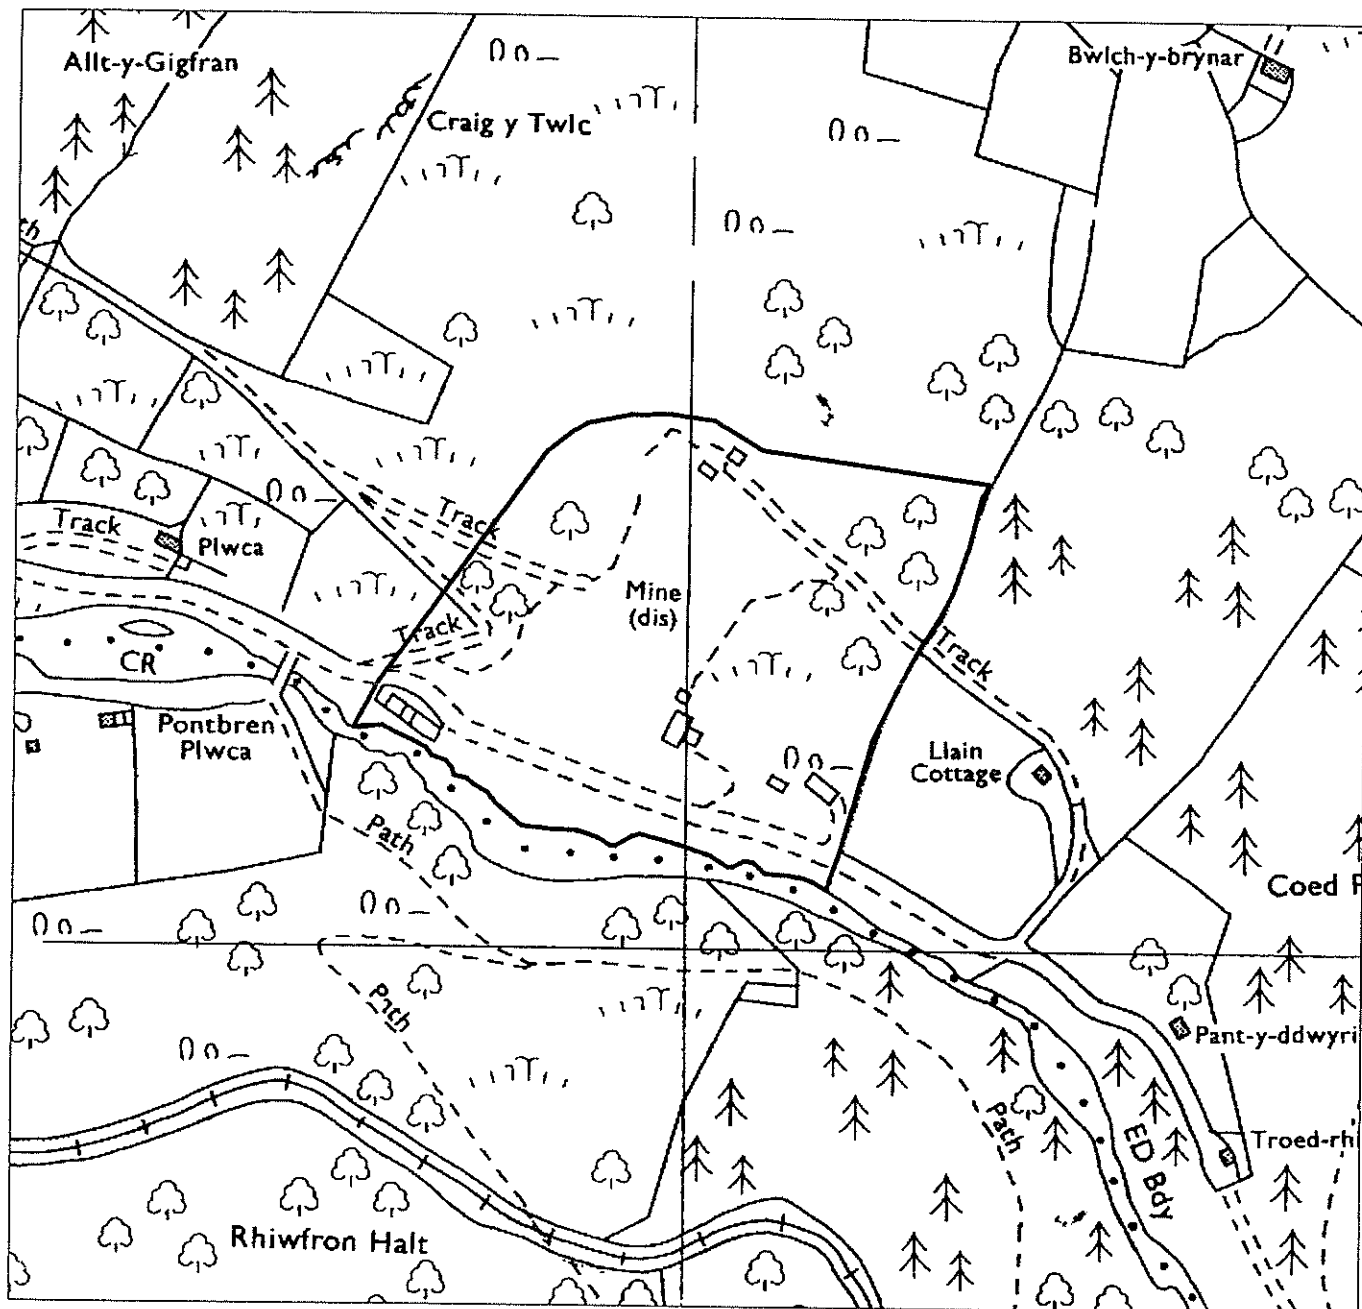 Allt-y-Gigfran
Craig y Twlc
Bwlch-y-brynar
Track
Plwca
Track
Track
Mine
(dis)
Track
CR
Pontbren
Plwca
Llain
Cottage
Path
Coed
Path
Pant-y-ddwyri
Path
ED Bdy
Troed-rhi
Rhiwfron Halt